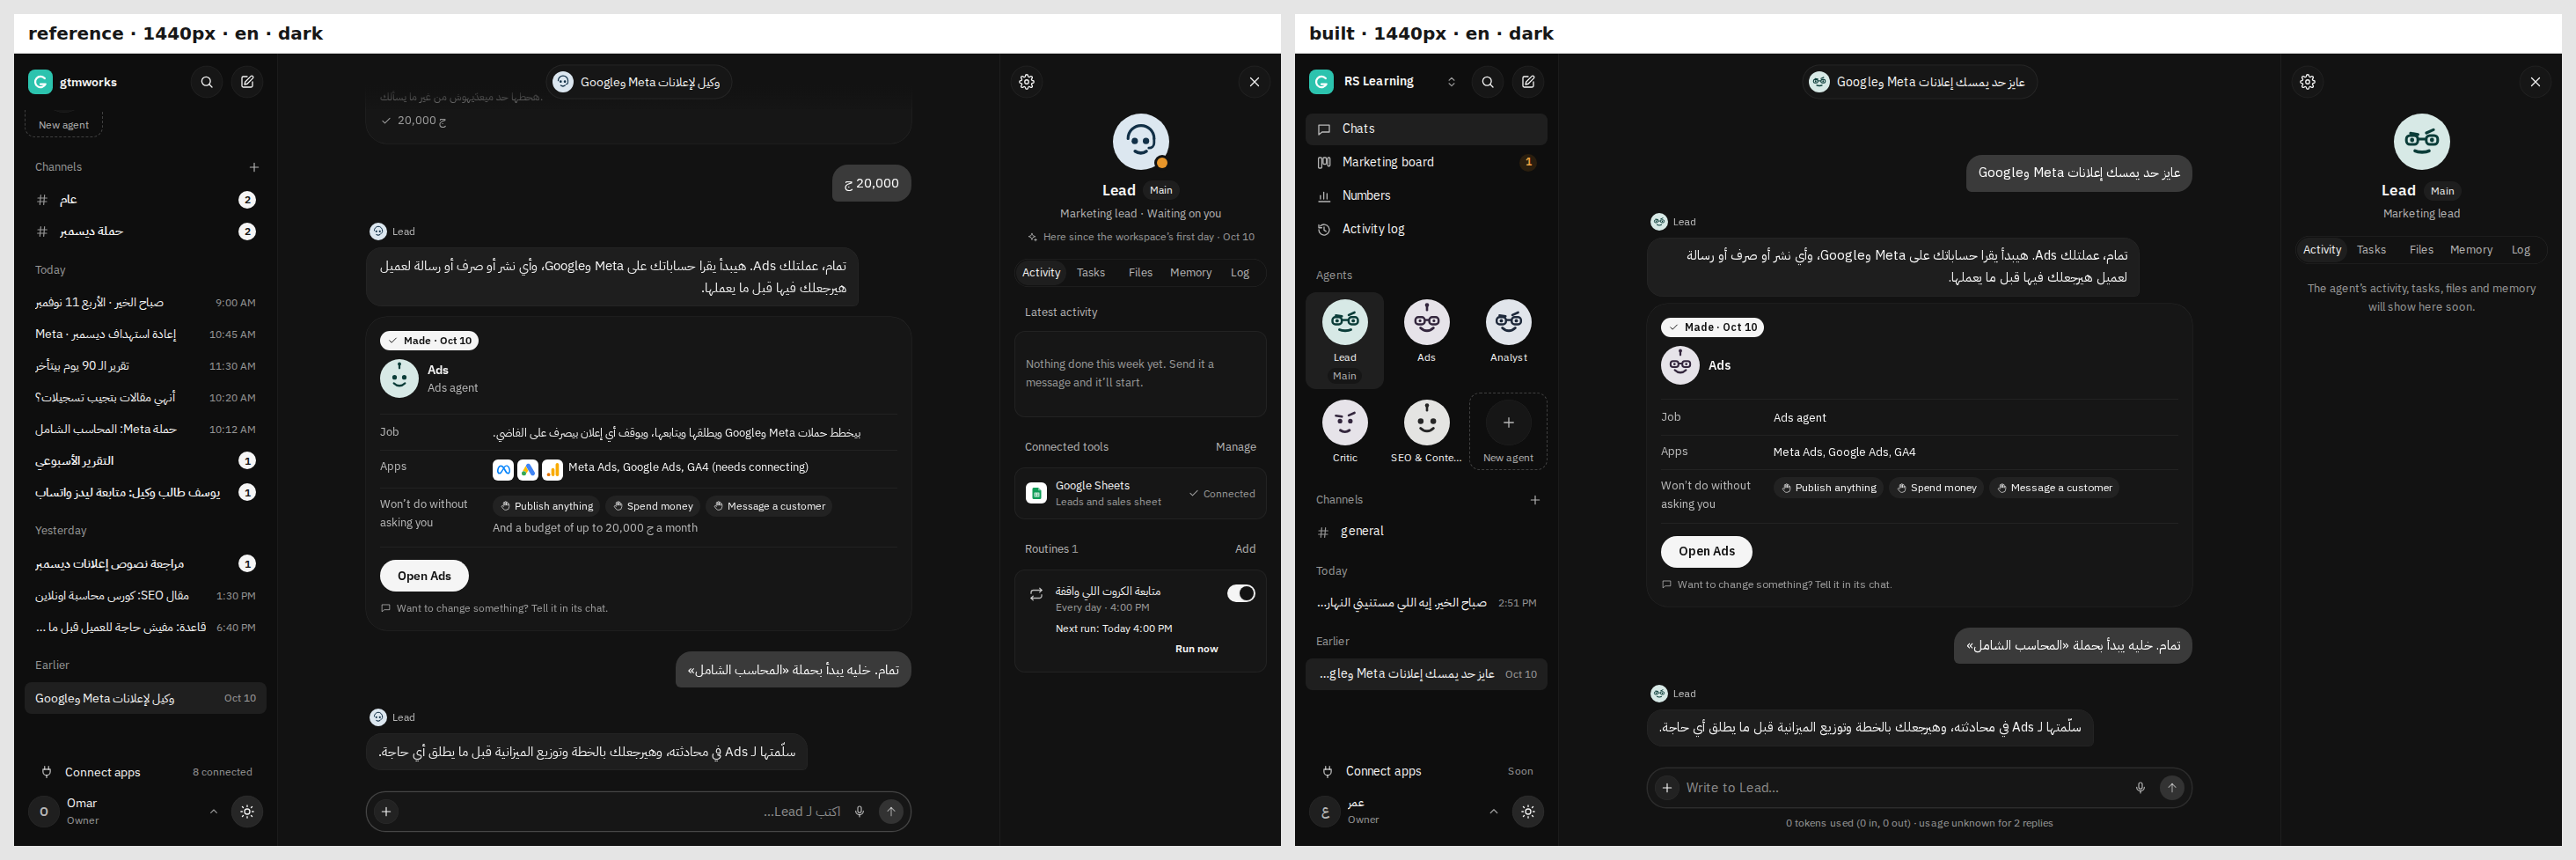 reference · 1440px · en · dark
gtmworks
New agent
Channels
عام
2
حملة ديسمبر
2
Today
صباح الخير · الأربع 11 نوفمبر
9:00 AM
إعادة استهداف ديسمبر · Meta
10:45 AM
تقرير الـ 90 يوم بيتأخر
11:30 AM
أنهي مقالات بتجيب تسجيلات؟
10:20 AM
حملة Meta: المحاسب الشامل
10:12 AM
التقرير الأسبوعي
1
يوسف طالب وكيل: متابعة ليدز واتساب
1
Yesterday
مراجعة نصوص إعلانات ديسمبر
1
مقال SEO: كورس محاسبة اونلاين
1:30 PM
قاعدة: مفيش حاجة للعميل قبل ما ...
6:40 PM
Earlier
وكيل لإعلانات Meta وGoogle
Oct 10
Connect apps
8 connected
O
Omar
Owner
وكيل لإعلانات Meta وGoogle
20,000 ج
20,000 ج
Lead
تمام، عملتلك Ads. هيبدأ يقرا حساباتك على Meta وGoogle، وأي نشر أو صرف أو رسالة لعميل
هيرجعلك فيها قبل ما يعملها.
Made · Oct 10
Ads
Ads agent
Job
بيخطط حملات Meta وGoogle ويطلقها ويتابعها، ويوقف أي إعلان بيصرف على الفاضي.
Apps
Meta Ads, Google Ads, GA4 (needs connecting)
Won't do without
asking you
Publish anything
Spend money
Message a customer
And a budget of up to 20,000 ج a month
Open Ads
Want to change something? Tell it in its chat.
تمام. خليه يبدأ بحملة «المحاسب الشامل»
Lead
سلّمتها لـ Ads في محادثته، وهيرجعلك بالخطة وتوزيع الميزانية قبل ما يطلق أي حاجة.
اكتب لـ Lead...
Lead
Main
Marketing lead · Waiting on you
Here since the workspace's first day · Oct 10
Activity
Tasks
Files
Memory
Log
Latest activity
Nothing done this week yet. Send it a
message and it'll start.
Connected tools
Manage
Google Sheets
Leads and sales sheet
Connected
Routines 1
Add
متابعة الكروت اللي واقفة
Every day · 4:00 PM
Next run: Today 4:00 PM
Run now
built · 1440px · en · dark
RS Learning
Chats
Marketing board
1
Numbers
Activity log
Agents
Lead
Main
Ads
Analyst
Critic
SEO & Conte...
New agent
Channels
general
Today
صباح الخير. إيه اللي مستنيني النهار...
2:51 PM
Earlier
عايز حد يمسك إعلانات Meta وgle...
Oct 10
Connect apps
Soon
ع
عمر
Owner
عايز حد يمسك إعلانات Meta وGoogle
عايز حد يمسك إعلانات Meta وGoogle
Lead
تمام، عملتلك Ads. هيبدأ يقرا حساباتك على Meta وGoogle، وأي نشر أو صرف أو رسالة
لعميل هيرجعلك فيها قبل ما يعملها.
Made · Oct 10
Ads
Job
Ads agent
Apps
Meta Ads, Google Ads, GA4
Won't do without
asking you
Publish anything
Spend money
Message a customer
Open Ads
Want to change something? Tell it in its chat.
تمام. خليه يبدأ بحملة «المحاسب الشامل»
Lead
سلّمتها لـ Ads في محادثته، وهيرجعلك بالخطة وتوزيع الميزانية قبل ما يطلق أي حاجة.
Write to Lead...
0 tokens used (0 in, 0 out) · usage unknown for 2 replies
Lead
Main
Marketing lead
Activity
Tasks
Files
Memory
Log
The agent's activity, tasks, files and memory
will show here soon.